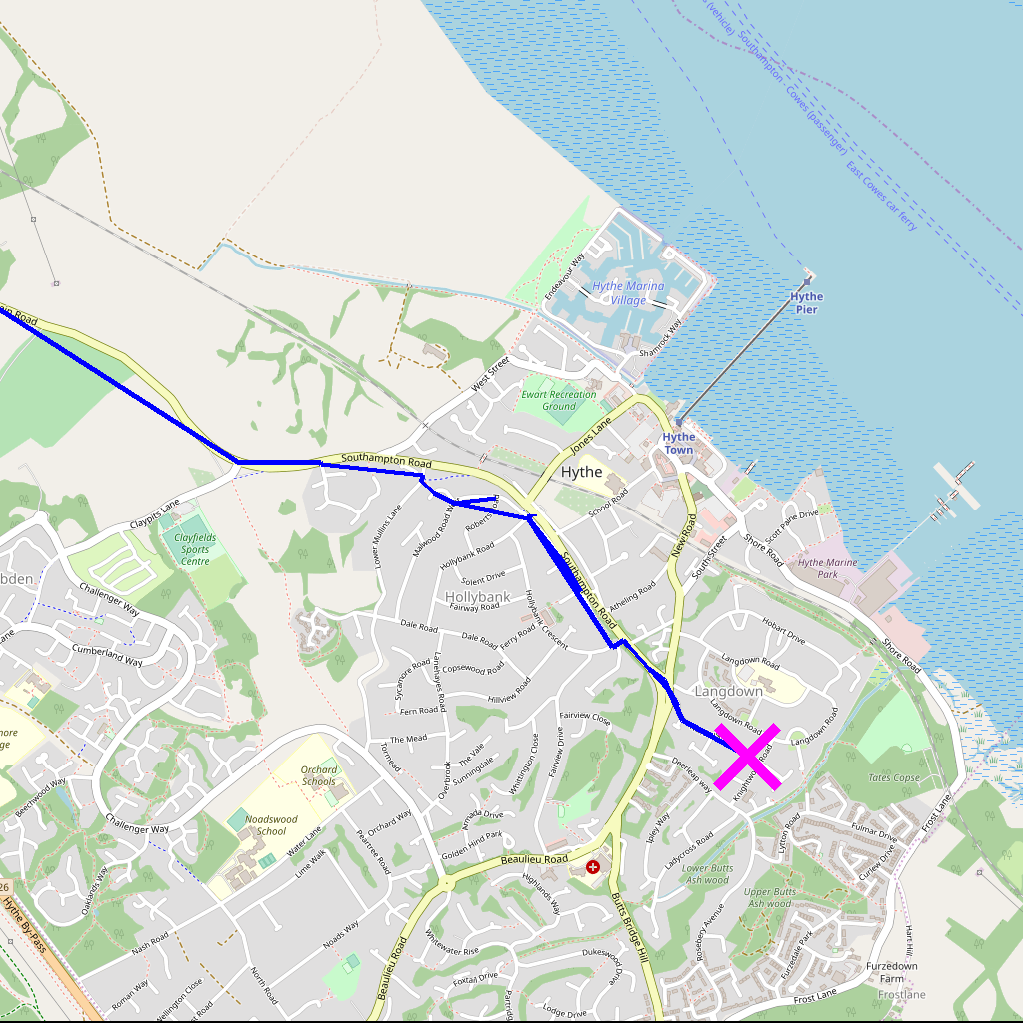 (vehicle)
Southampton - Cowes (passenger)
East Cowes car ferry
Endeavour Way
Hythe Marina
Village
Hythe
Pier
Shamrock Way
West Street
Ewart Recreation
Ground
Jones Lane
Hythe
Town
Southampton Road
Hythe
School Road
Claypits Lane
Clayfields
Sports
Centre
Lower Mullins Lane
Malwood Road
Roberts Road
Hollybank Road
Solent Drive
Hollybank
Fairway Road
Southampton Road
Atheling Road
New Road
South Street
Shore Road
Scott Paine Drive
Hythe Marine
Park
Shore Road
Challenger Way
Cumberland Way
Lane
Dale Road
Dale Road
Ferry Road
Hollybank Crescent
Hobart Drive
Langdown Road
Langdown
Langdown Road
Langdown Road
Sycamore Road
Lanehayes Road
Copsewood Road
Hillview Road
Fern Road
The Mead
Fairview Close
Fairview Drive
Whittington Close
The Vale
Sunningdale
Overbrook
Tormead
Deerleap way
Knightwood Road
Tates Copse
Orchard
Schools
Noadswood
School
Beechwood Way
Challenger Way
Water Lane
Lime Walk
Orchard Way
Peartree Road
Armada Drive
Golden Hind Park
Beaulieu Road
Ipley Way
Ladycross Road
Lower Butts
Ash wood
Lytton Road
Fulmar Drive
Curlew Drive
Frost Lane
Upper Butts
Ash wood
Oaklands Way
Hythe By-Pass
Nash Road
Noads Way
Roman Way
Wellington Close
North Road
Beaulieu Road
Highlands Way
Butts Bridge Hill
Whitewater Rise
Foxtail Drive
Partridg
Dukeswood Drive
Lodge Drive
Rosebery Avenue
Furzedale Park
Frost Lane
Hart Hill
Furzedown
Farm
Frostlane